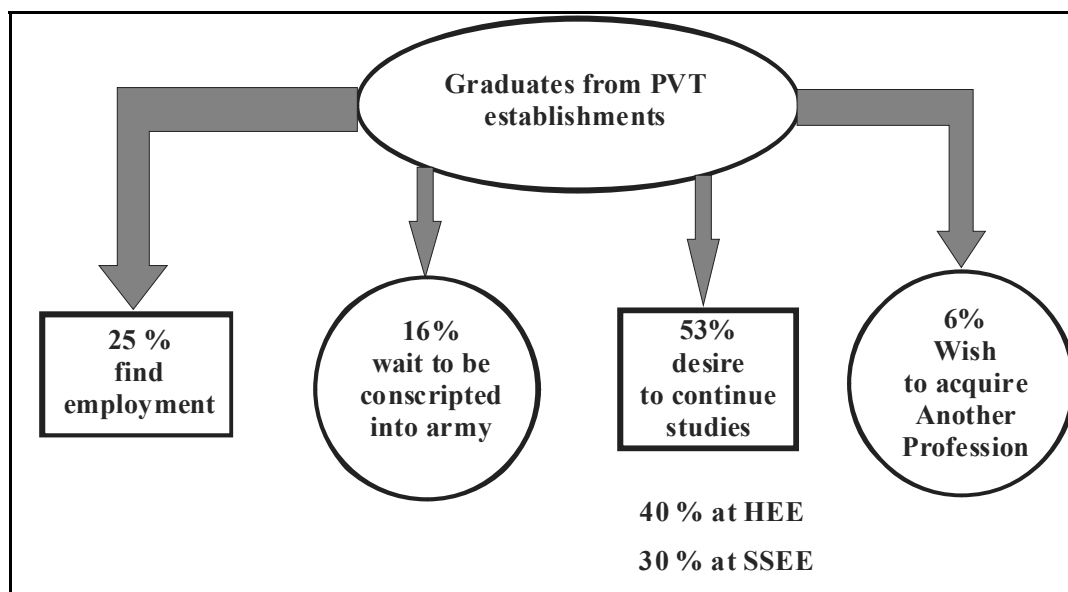 Graduates from PVT
establishments
25 %
find
employment
16%
wait to be
conscripted
into army
53%
desire
to continue
studies
6%
Wish
to acquire
Another
Profession
40 % at HEE
30 % at SSEE